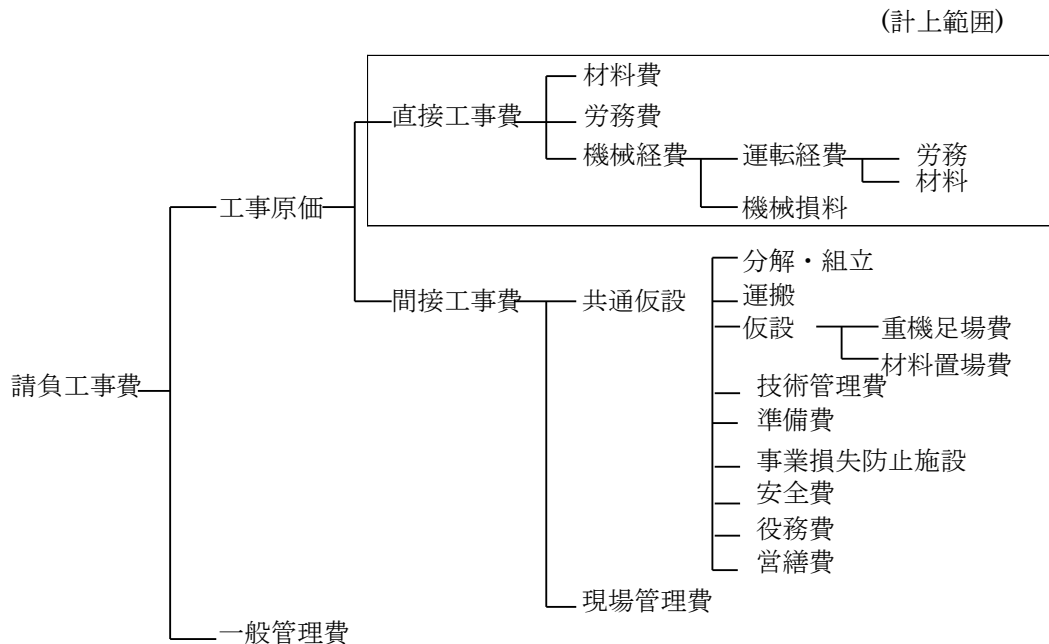 (計上範囲)
材料費
直接工事費
労務費
機械経費
運転経費
労務
材料
工事原価
機械損料
分解・組立
間接工事費
共通仮設
運搬
仮設
重機足場費
材料置場費
請負工事費
技術管理費
準備費
事業損失防止施設
安全費
役務費
営繕費
現場管理費
一般管理費